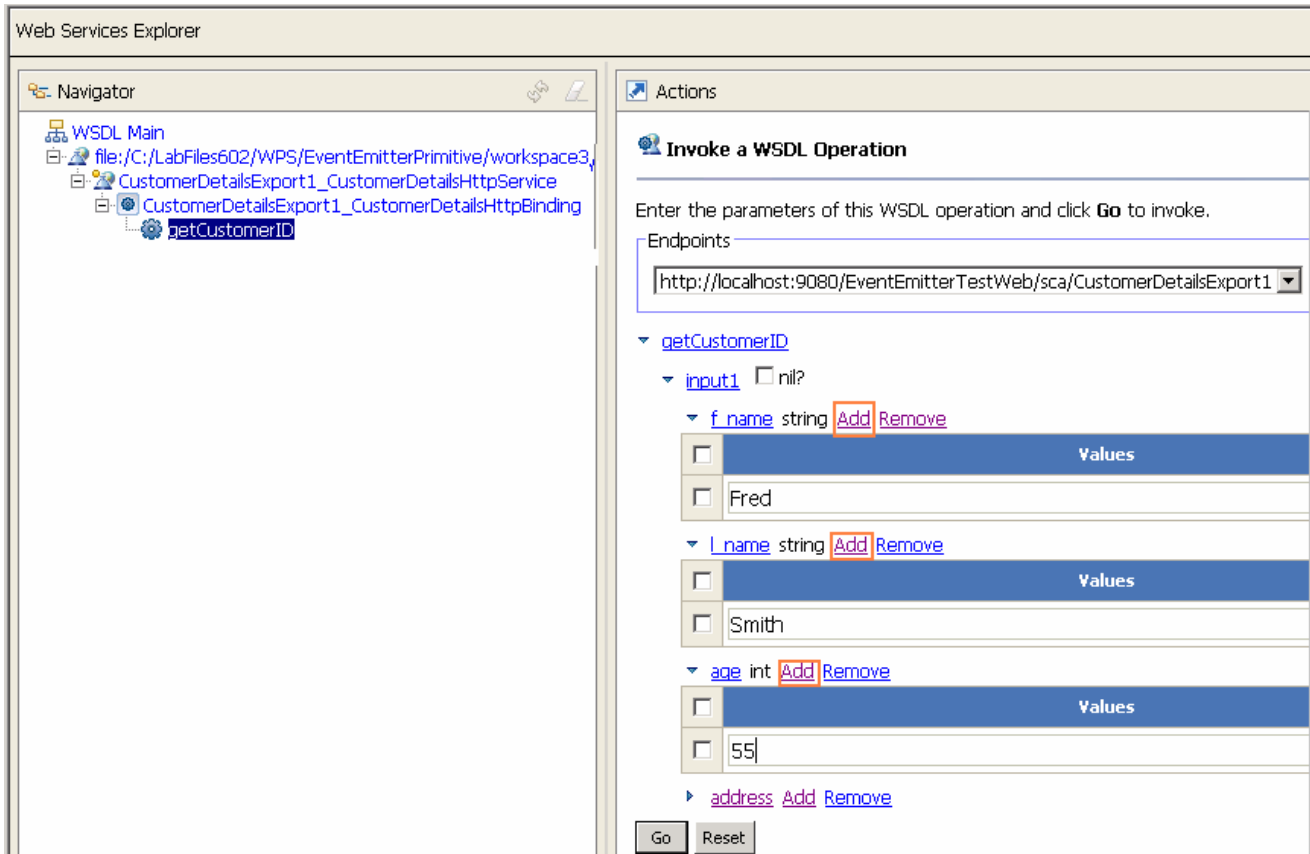 Web Services Explorer
Navigator
WSDL Main
file:/C:/LabFiles602/WPS/EventEmitterPrimitive/workspace3/
CustomerDetailsExport1_CustomerDetailsHttpService
CustomerDetailsExport1_CustomerDetailsHttpBinding
getCustomerID
Actions
Invoke a WSDL Operation
Enter the parameters of this WSDL operation and click Go to invoke.
Endpoints
http://localhost:9080/EventEmitterTestWeb/sca/CustomerDetailsExport1
getCustomerID
input1 nil?
f_name string Add Remove
Values
Fred
l_name string Add Remove
Values
Smith
age int Add Remove
Values
55
address Add Remove
Go Reset